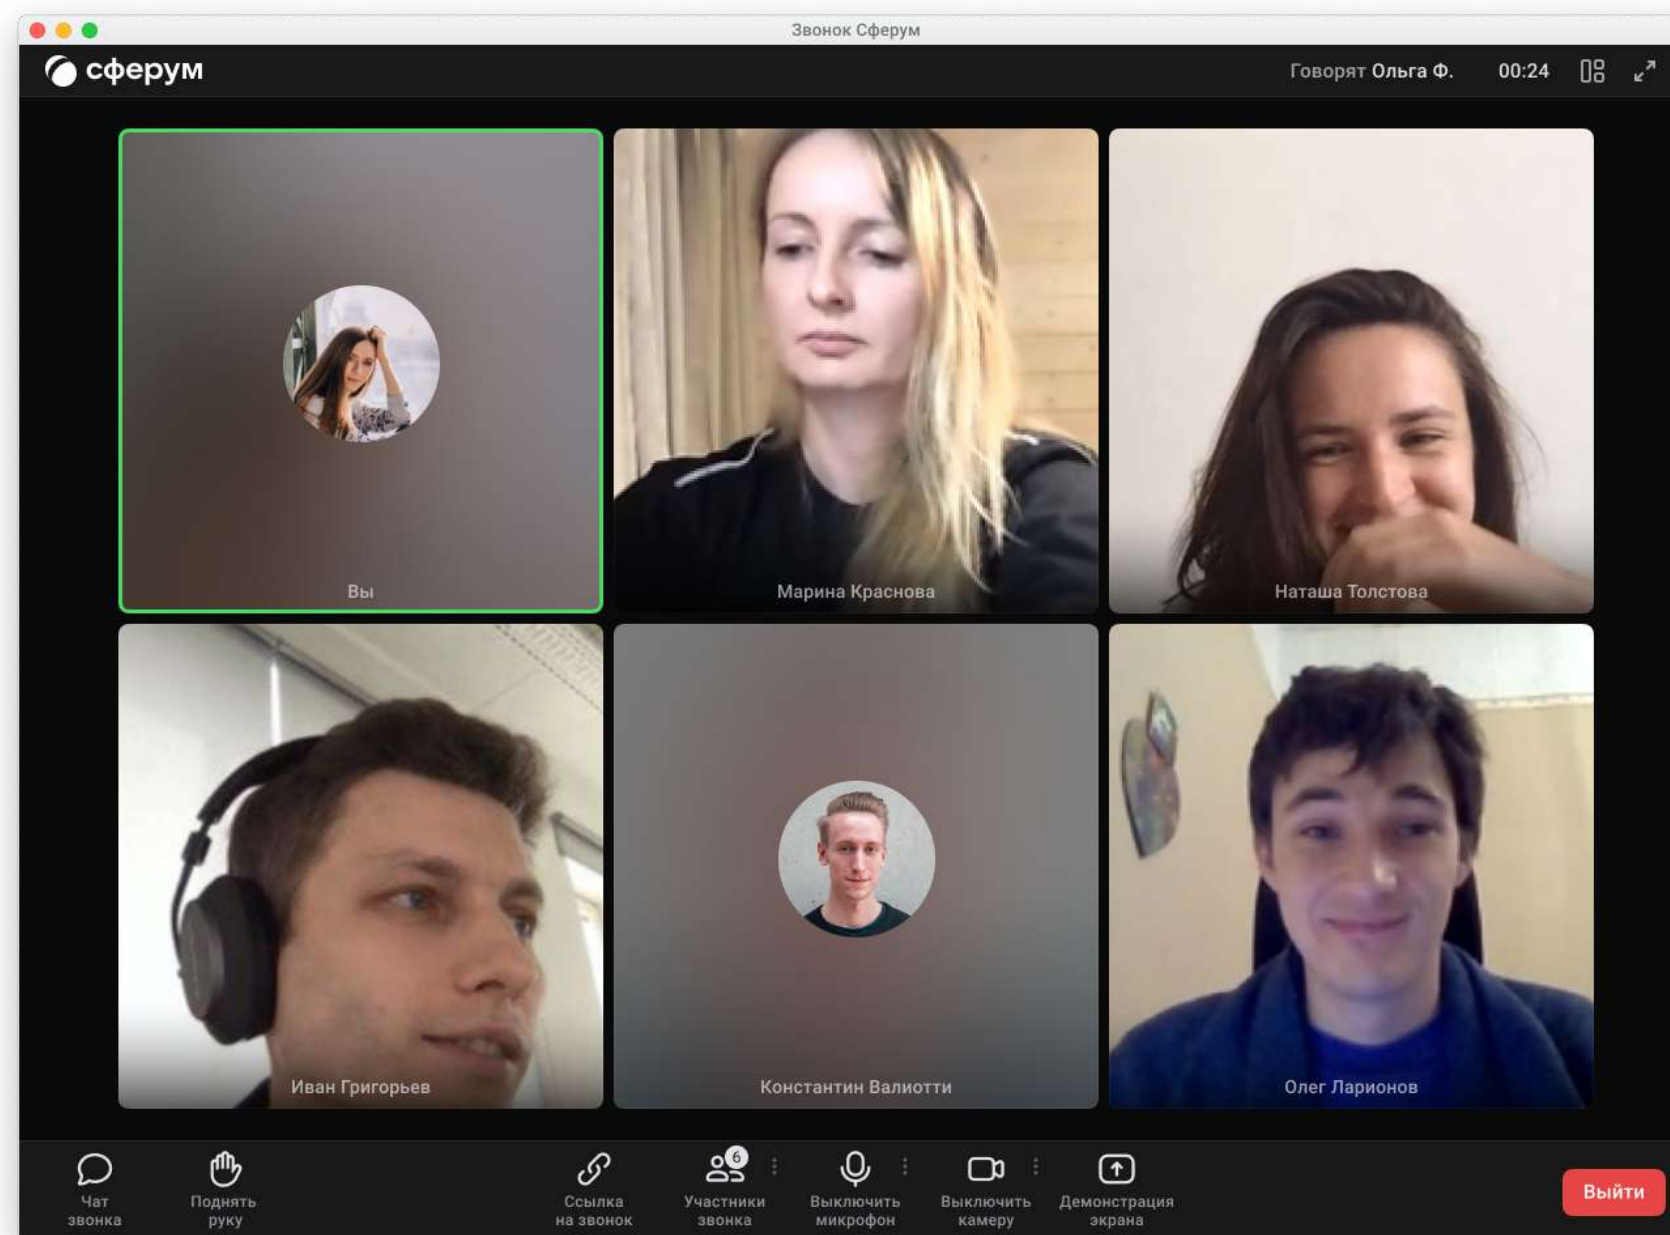 Звонок Сферум
сферум
Говорят Ольга Ф. 00:24
Вы
Марина Краснова
Наташа Толстова
Иван Григорьев
Константин Валиотти
Олег Ларионов
Чат
звонка
Поднять
руку
Ссылка
на звонок
6
Участники
звонка
Выключить
микрофон
Выключить
камеру
Демонстрация
экрана
Выйти